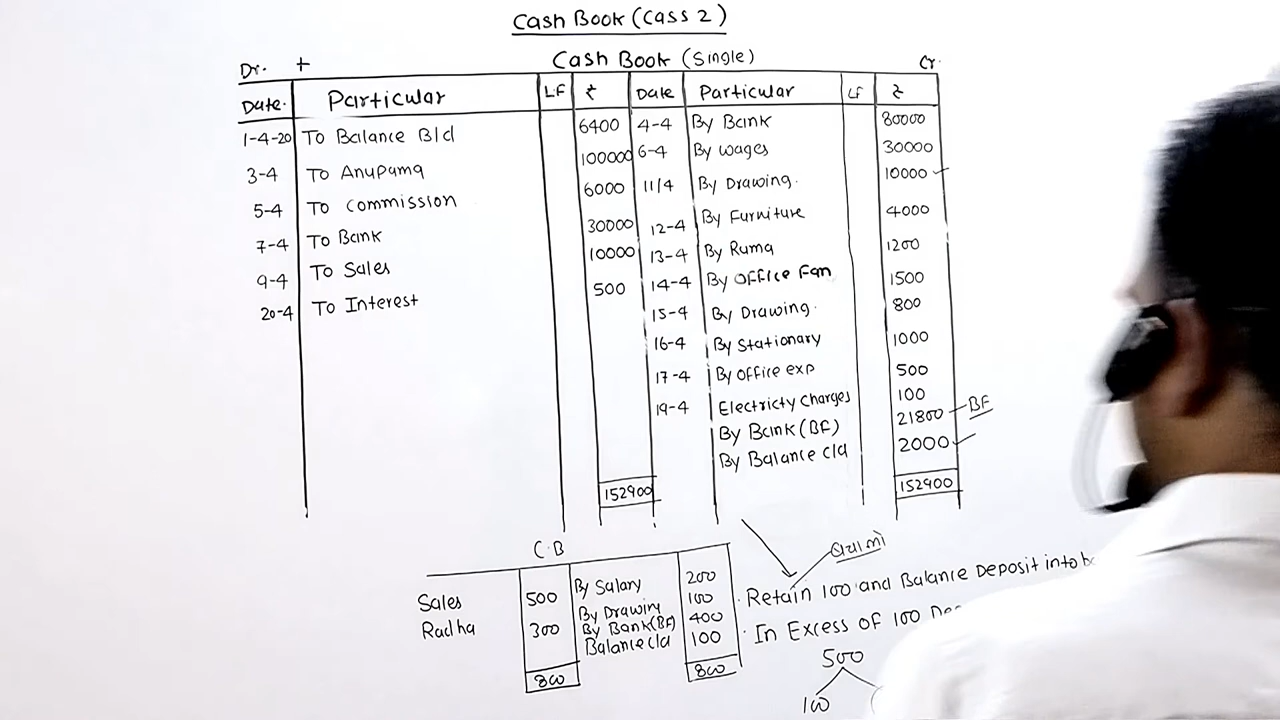 Cash Book (Cass 2)
Cash Book (Single)
Dr. + Cr.
Date. Particular LF ₹ Date Particular LF ₹
1-4-20 To Balance B/d 6400 4-4 By Bank 80000
3-4 To Anupama 100000 6-4 By wages 30000
5-4 To Commission 6000 11/4 By Drawing. 10000
7-4 To Bank 30000 12-4 By Furniture 4000
9-4 To Sales 10000 13-4 By Ruma 1200
20-4 To Interest 500 14-4 By Office Fan 1500
15-4 By Drawing. 800
16-4 By Stationary 1000
17-4 By office exp 500
19-4 Electricty charges 100
By Bank (BF) 21800 BF
By Balance c/d 2000
152900 152900
C.B
Sales 500 By Salary 200
By Drawing 100
Radha 300 By Bank (BF) 400
Balance c/d 100
800 800
Retain 100 and Balance Deposit into
In Excess of 100
500
100